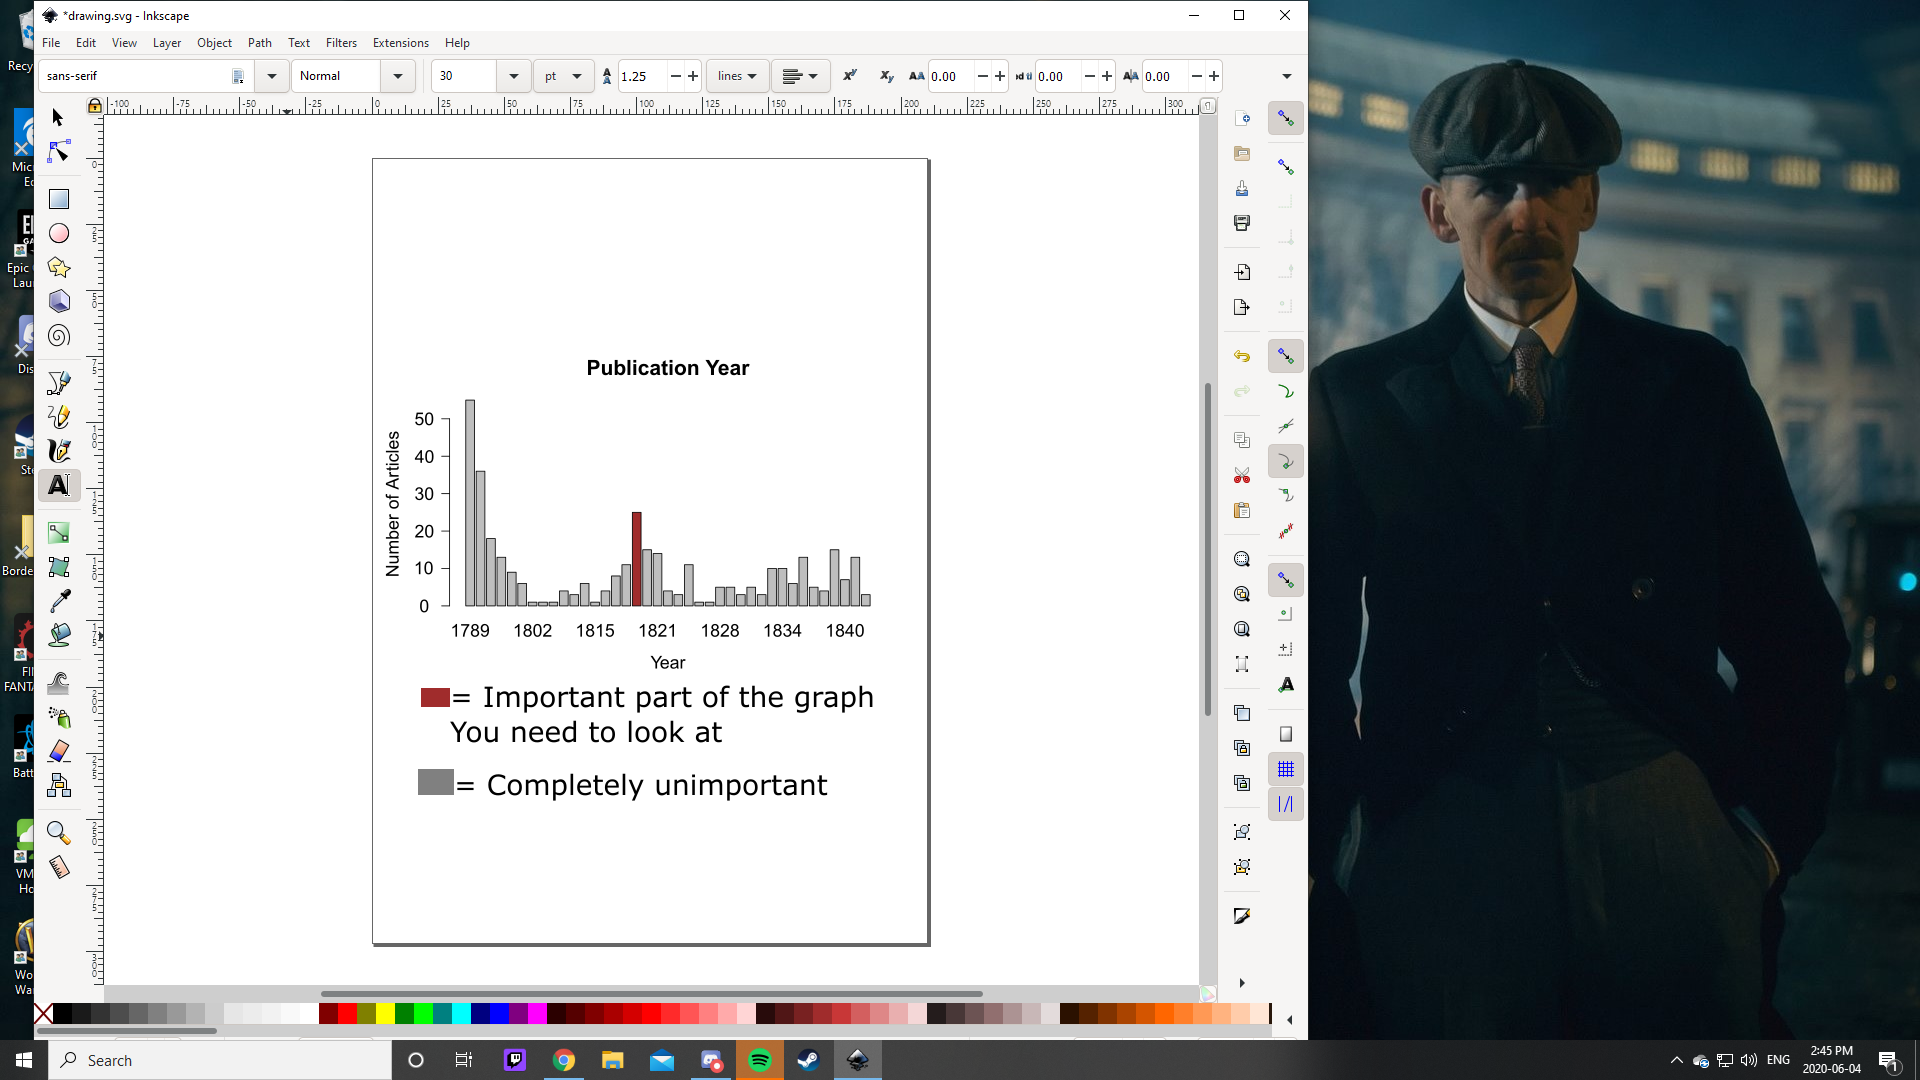 *drawing.svg - Inkscape
File Edit View Layer Object Path Text Filters Extensions Help
sans-serif Normal 30 pt 1.25 lines 0.00 0.00 0.00
-100 -75 -50 -25 0 25 50 75 100 125 150 175 200 225 250 275 300
Publication Year
Number of Articles
50
40
30
20
10
0
1789 1802 1815 1821 1828 1834 1840
Year
= Important part of the graph
You need to look at
= Completely unimportant
Recy
Mic
Epic
Lau
Dis
Ste
Borde
FI
FANTA
Batt
VM
Ho
Wo
Wa
Search
ENG
2:45 PM
2020-06-04
1